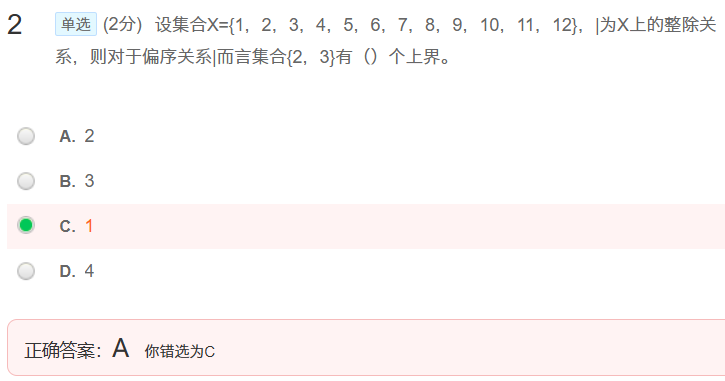 2 单选 (2分) 设集合X={1，2，3，4，5，6，7，8，9，10，11，12}，|为X上的整除关
系，则对于偏序关系|而言集合{2，3}有（）个上界。
A. 2
B. 3
C. 1
D. 4
正确答案：A 你错选为C